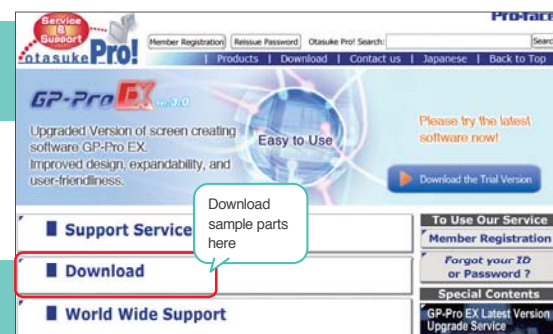 Service
&
Support
otasukePro!
Pro-face
Member Registration Reissue Password Otasuke Pro! Search:
| Products | Download | Contact us | Japanese | Back to Top
GP-Pro EX
Upgraded Version of screen creating
software GP-Pro EX.
Improved design, expandability, and
user-friendliness.
Easy to Use
Please try the latest
software now!
Download the Trial Version
Download
sample parts
here
Support Service
Download
World Wide Support
To Use Our Service
Member Registration
Forgot your ID
or Password ?
Special Contents
GP-Pro EX Latest Version
Upgrade Service